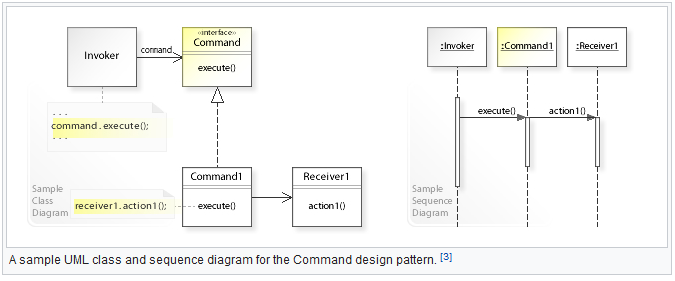 Invoker
command
«interface»
Command
execute()
. . .
command.execute();
. . .
Command1
execute()
Receiver1
action1()
receiver1.action1();
Sample
Class
Diagram
:Invoker
:Command1
:Receiver1
execute()
action1()
Sample
Sequence
Diagram
A sample UML class and sequence diagram for the Command design pattern. [3]